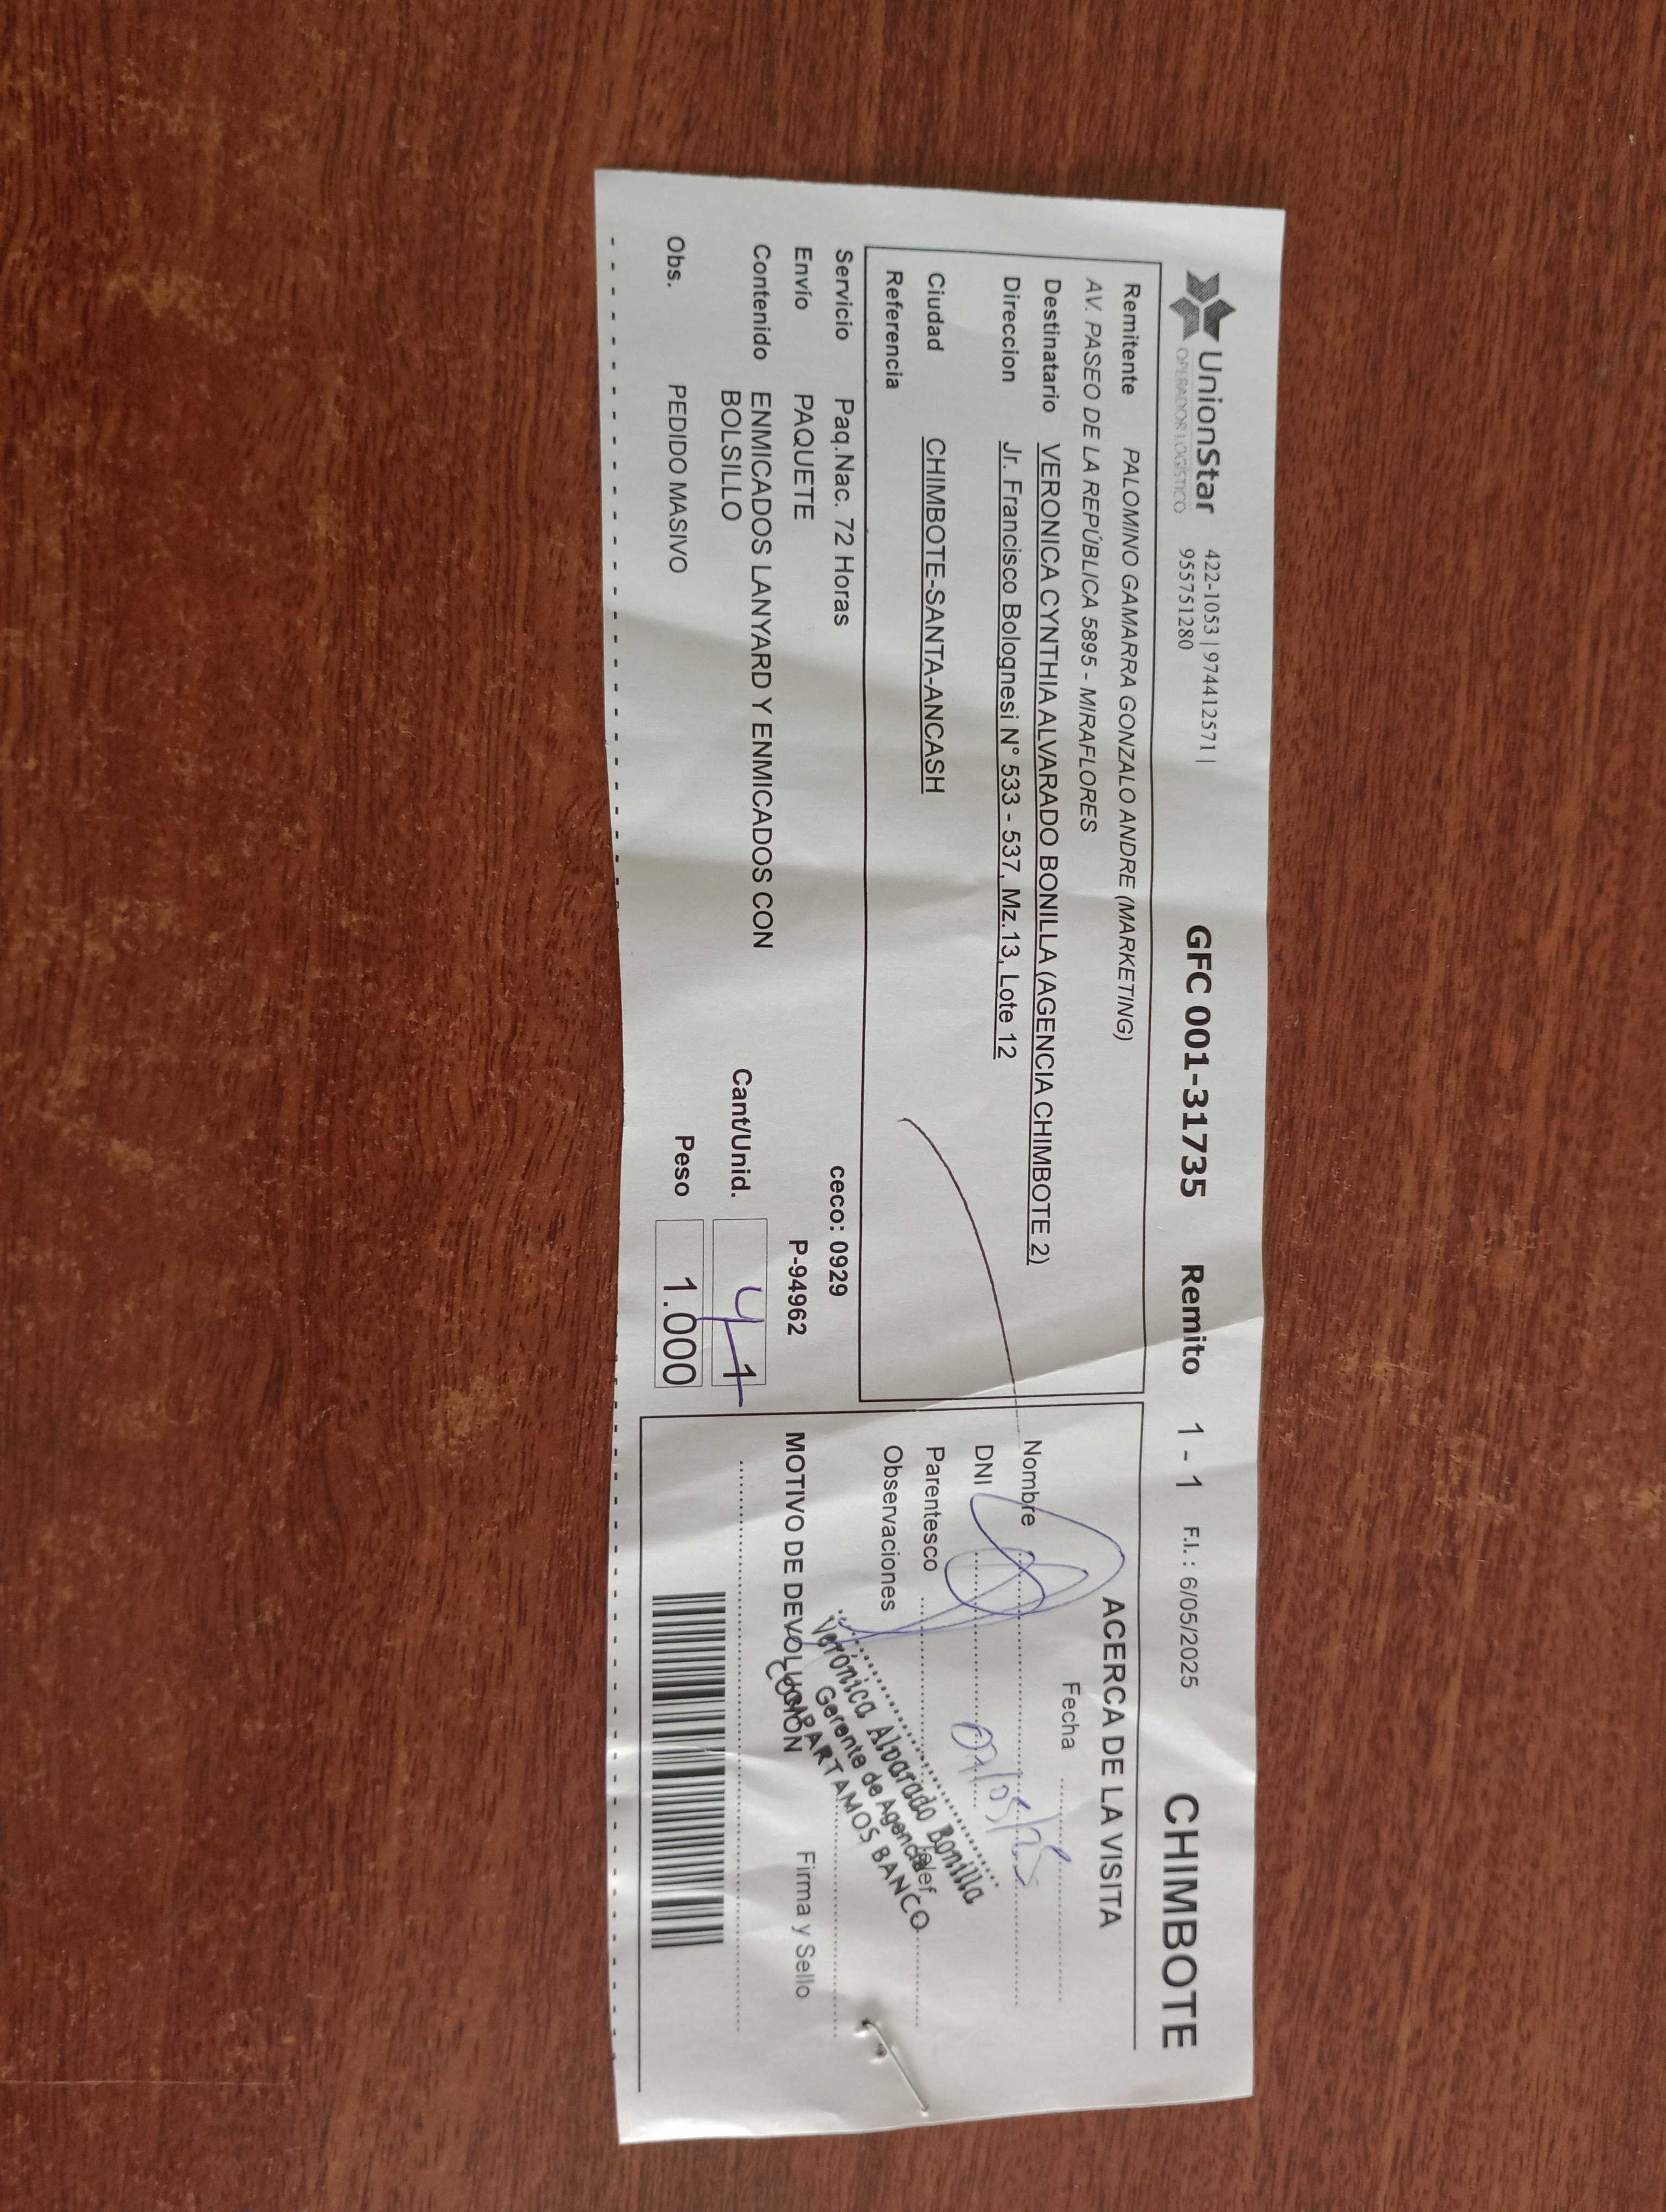 UnionStar
OPERADOR LOGÍSTICO
422-1053 | 974412571 |
955751280
GFC 001-31735 Remito 1 - 1 F.I. : 6/05/2025 CHIMBOTE
Remitente PALOMINO GAMARRA GONZALO ANDRE (MARKETING)
AV. PASEO DE LA REPÚBLICA 5895 - MIRAFLORES
Destinatario VERONICA CYNTHIA ALVARADO BONILLA (AGENCIA CHIMBOTE 2)
Direccion Jr. Francisco Bolognesi N° 533 - 537, Mz.13, Lote 12
Ciudad CHIMBOTE-SANTA-ANCASH
Referencia
Servicio Paq.Nac. 72 Horas ceco: 0929
Envío PAQUETE P-94962
Contenido ENMICADOS LANYARD Y ENMICADOS CON
BOLSILLO
Cant/Unid. 1
Obs. PEDIDO MASIVO
Peso 1.000
ACERCA DE LA VISITA
Fecha
Nombre
DNI
07/05/25
Parentesco
Telef
Observaciones
Verónica Alvarado Bonilla
Gerente de Agencia
COMPARTAMOS BANCO
MOTIVO DE DEVOLUCION
Firma y Sello